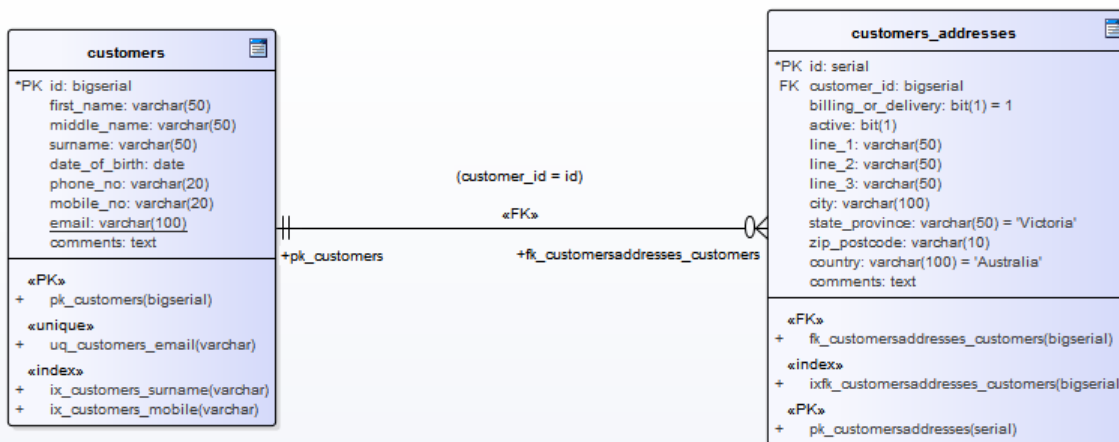 customers
*PK id: bigserial
first_name: varchar(50)
middle_name: varchar(50)
surname: varchar(50)
date_of_birth: date
phone_no: varchar(20)
mobile_no: varchar(20)
email: varchar(100)
comments: text
«PK»
+ pk_customers(bigserial)
«unique»
+ uq_customers_email(varchar)
«index»
+ ix_customers_surname(varchar)
+ ix_customers_mobile(varchar)
(customer_id = id)
«FK»
+pk_customers
+fk_customersaddresses_customers
customers_addresses
*PK id: serial
FK customer_id: bigserial
billing_or_delivery: bit(1) = 1
active: bit(1)
line_1: varchar(50)
line_2: varchar(50)
line_3: varchar(50)
city: varchar(100)
state_province: varchar(50) = 'Victoria'
zip_postcode: varchar(10)
country: varchar(100) = 'Australia'
comments: text
«FK»
+ fk_customersaddresses_customers(bigserial)
«index»
+ ixfk_customersaddresses_customers(bigserial
«PK»
+ pk_customersaddresses(serial)